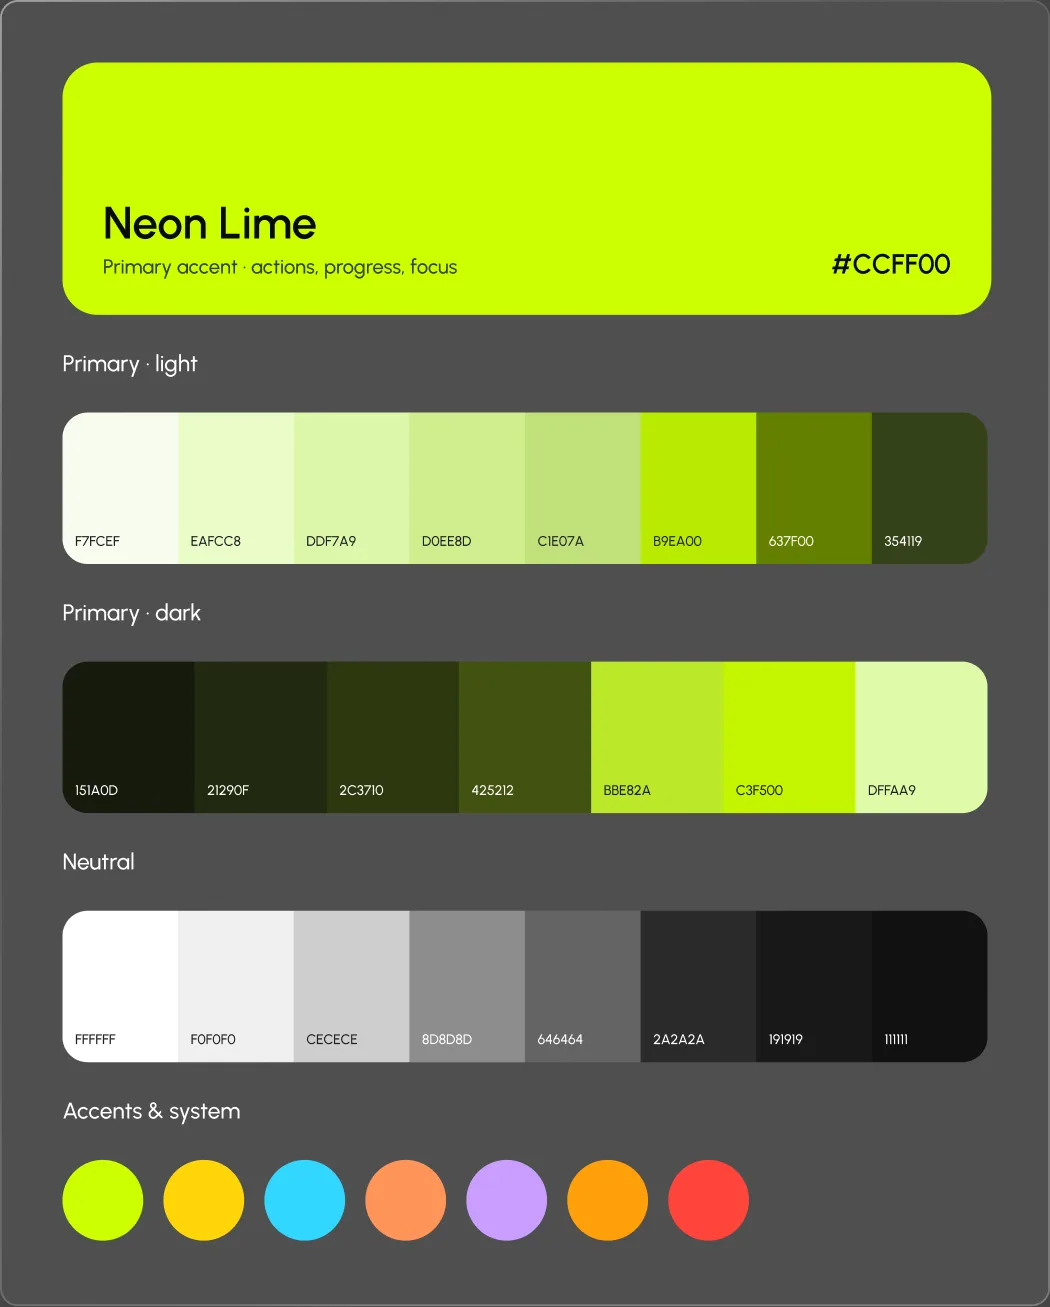 Neon Lime
Primary accent · actions, progress, focus
#CCFF00
Primary · light
F7FCEF
EAFCC8
DDF7A9
D0EE8D
C1E07A
B9EA00
637F00
354119
Primary · dark
151A0D
21290F
2C3710
425212
BBE82A
C3F500
DFFAA9
Neutral
FFFFFF
F0F0F0
CECECE
8D8D8D
646464
2A2A2A
191919
111111
Accents & system